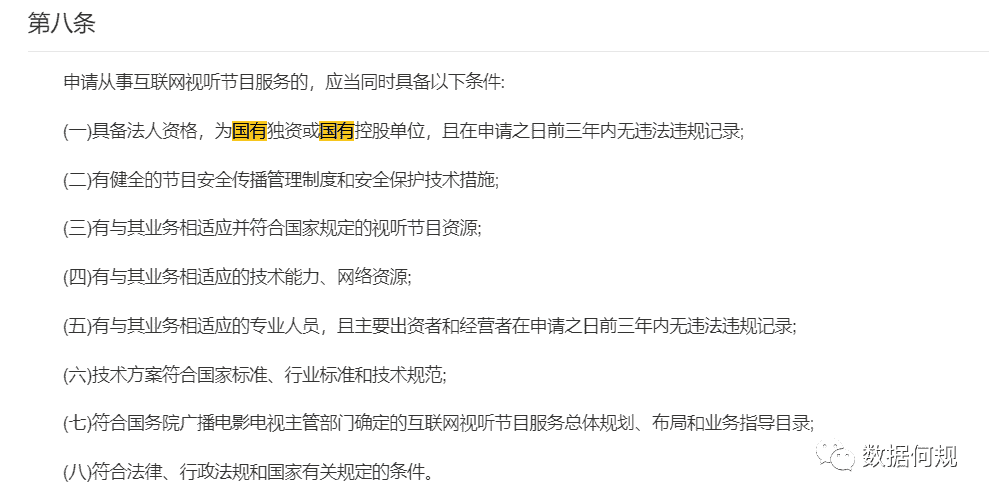 第八条
申请从事互联网视听节目服务的，应当同时具备以下条件:
(一)具备法人资格，为国有独资或国有控股单位，且在申请之日前三年内无违法违规记录;
(二)有健全的节目安全传播管理制度和安全保护技术措施;
(三)有与其业务相适应并符合国家规定的视听节目资源;
(四)有与其业务相适应的技术能力、网络资源;
(五)有与其业务相适应的专业人员，且主要出资者和经营者在申请之日前三年内无违法违规记录;
(六)技术方案符合国家标准、行业标准和技术规范;
(七)符合国务院广播电影电视主管部门确定的互联网视听节目服务总体规划、布局和业务指导目录;
(八)符合法律、行政法规和国家有关规定的条件。
数据何规